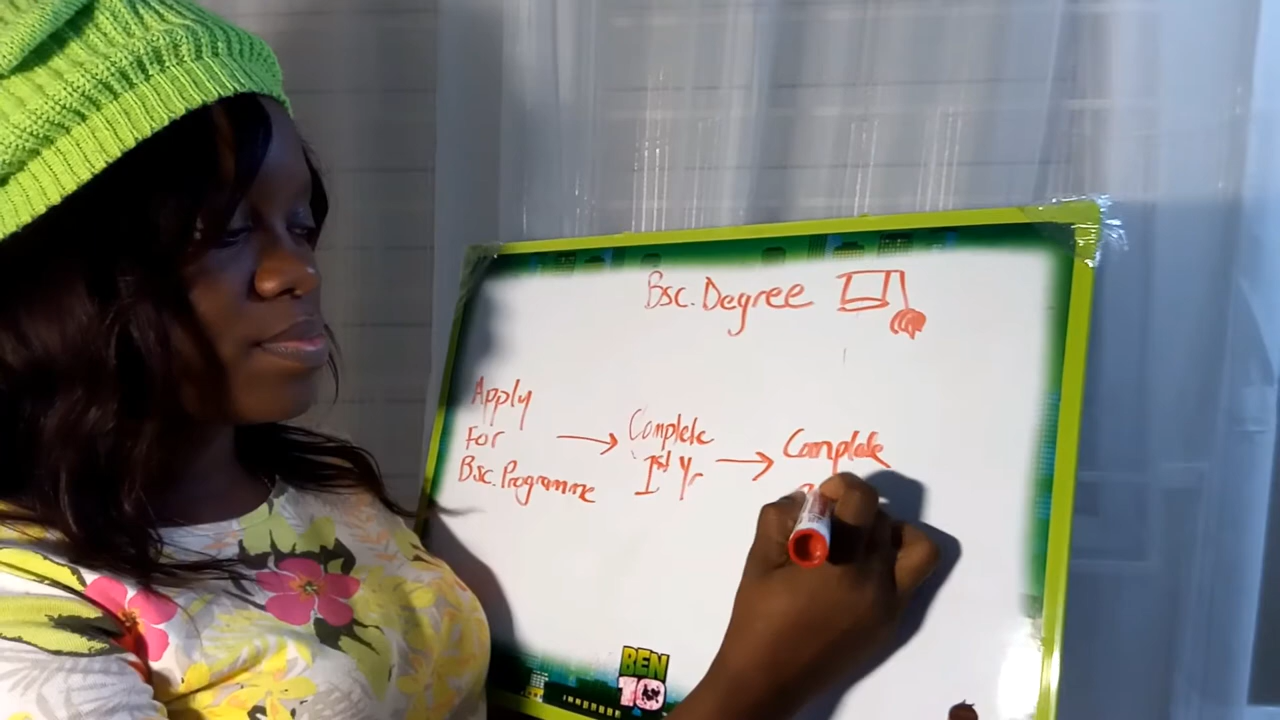 Bsc. Degree
Apply
For
Bsc. Programme
Complete
1st Yr
Complete
BEN
10